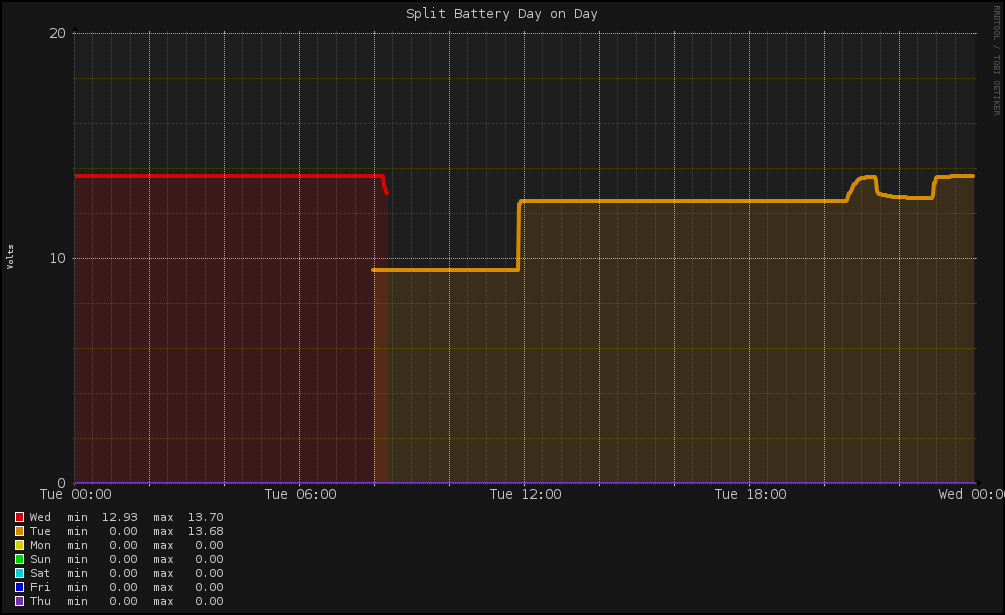 Split Battery Day on Day
RRDTOOL / TOBI OETIKER
20
10
0
Volts
Tue 00:00 Tue 06:00 Tue 12:00 Tue 18:00 Wed 00:00
Wed min 12.93 max 13.70
Tue min 0.00 max 13.68
Mon min 0.00 max 0.00
Sun min 0.00 max 0.00
Sat min 0.00 max 0.00
Fri min 0.00 max 0.00
Thu min 0.00 max 0.00